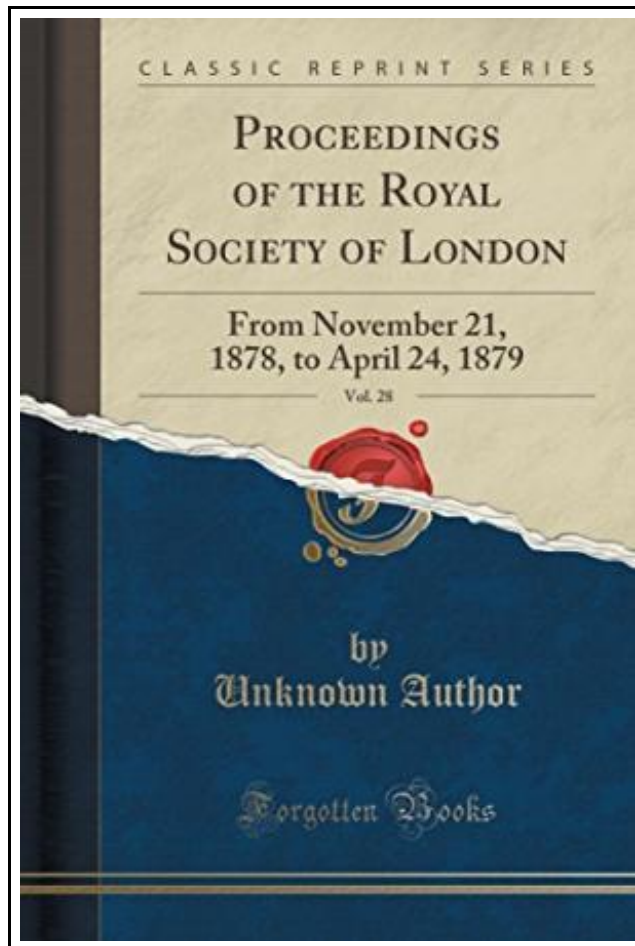 CLASSIC REPRINT SERIES
PROCEEDINGS
OF THE ROYAL
SOCIETY OF LONDON
From November 21,
1878, to April 24, 1879
Vol. 28
by
Unknown Author
Forgotten Books